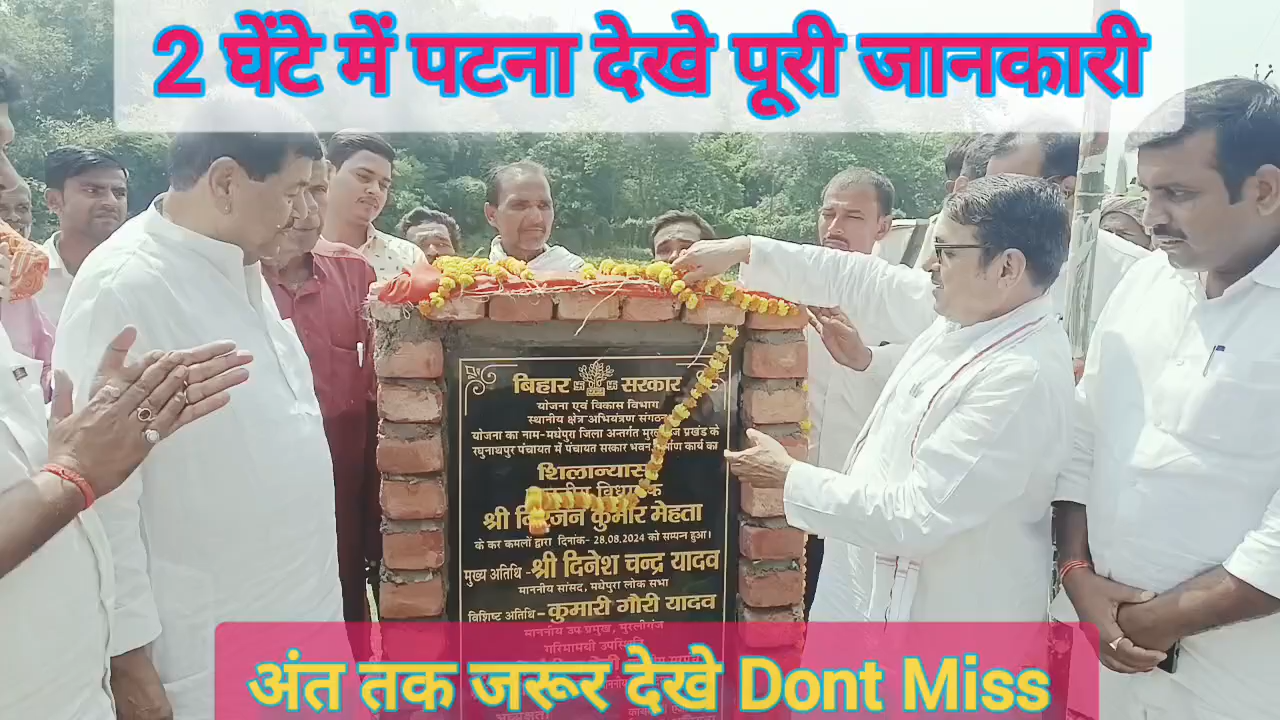 2 घेंटे में पटना देखे पूरी जानकारी
बिहार सरकार
योजना एवं विकास विभाग
स्थानीय क्षेत्र अभियंत्रण संगठन
योजना का नाम-मधेपुरा जिला अन्तर्गत प्रखंड के
रघुनाथपुर पंचायत में पंचायत सरकार भवन कार्य का
शिलान्यास
श्री कुमार मेहता
के कर कमलों द्वारा दिनांक- 28.08.2024 को सम्पन्न हुआ।
मुख्य अतिथि -श्री दिनेश चन्द्र यादव
माननीय सांसद, मधेपुरा लोक सभा
विशिष्ट अतिथि- कुमारी गौरी यादव
माननीय उप प्रमुख, मुरलीगंज
गरिमामयी
अंत तक जरूर देखे Dont Miss